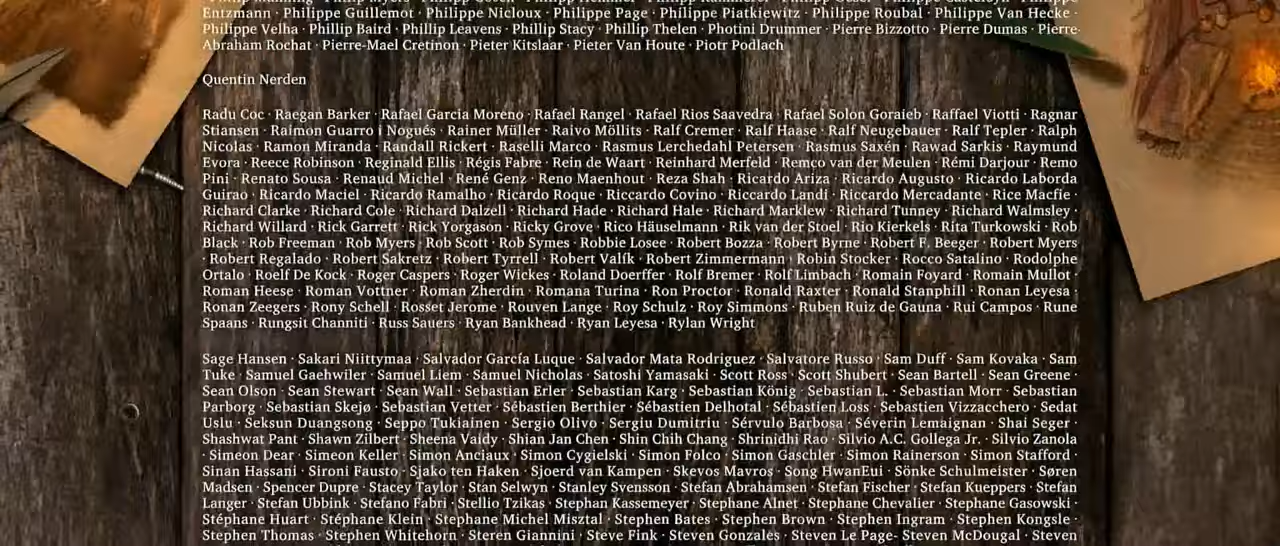 Entzmann · Philippe Guillemot · Philippe Nicloux · Philippe Page · Philippe Piatkiewitz · Philippe Roubal · Philippe Van Hecke ·
Philippe Velha · Phillip Baird · Phillip Leavens · Phill Stacy · Phillip Thelen · Photini Drummer · Pierre Bizzotto · Pierre Dumas · Pierre-
Abraham Rochat · Pierre-Mael Cretinon · Pieter Kitslaar · Pieter Van Houte · Piotr Podlach
Quentin Nerden
Radu Coc · Raegan Barker · Rafael Garcia Moreno · Rafael Rangel · Rafael Rios Saavedra · Rafael Solon Goraieb · Raffael Viotti · Ragnar
Stiansen · Raimon Guarro i Nogués · Rainer Müller · Raivo Möllits · Ralf Cremer · Ralf Haase · Ralf Neugebauer · Ralf Tepler · Ralph
Nicolas · Ramon Miranda · Randall Rickert · Raselli Marco · Rasmus Lerchedahl Petersen · Rasmus Saxén · Rawad Sarkis · Raymund
Evora · Reece Robinson · Reginald Ellis · Régis Fabre · Rein de Waart · Reinhard Merfeld · Remco van der Meulen · Rémi Darjour · Remo
Pini · Renato Sousa · Renaud Michel · René Genz · Reno Maenhout · Reza Shah · Ricardo Ariza · Ricardo Augusto · Ricardo Laborda
Guirao · Ricardo Maciel · Ricardo Ramalho · Ricardo Roque · Riccardo Covino · Riccardo Landi · Riccardo Mercadante · Rice Macfie ·
Richard Clarke · Richard Cole · Richard Dalzell · Richard Hade · Richard Hale · Richard Marklew · Richard Tunney · Richard Walmsley ·
Richard Willard · Rick Garrett · Rick Yorgason · Ricky Grove · Rico Häuselmann · Rik van der Stoel · Rio Kierkels · Rita Turkowski · Rob
Black · Rob Freeman · Rob Myers · Rob Scott · Rob Symes · Robbie Losee · Robert Bozza · Robert Byrne · Robert F. Beeger · Robert Myers
· Robert Regalado · Robert Sakretz · Robert Tyrrell · Robert Valík · Robert Zimmermann · Robin Stocker · Rocco Satalino · Rodolphe
Ortalo · Roelf De Kock · Roger Caspers · Roger Wickes · Roland Doerffer · Rolf Bremer · Rolf Limbach · Romain Foyard · Romain Mullot ·
Roman Heese · Roman Vottner · Roman Zherdin · Romana Turina · Ron Proctor · Ronald Raxter · Ronald Stanphill · Ronan Leyesa ·
Ronan Zeegers · Rony Schell · Rosset Jerome · Rouven Lange · Roy Schulz · Roy Simmons · Ruben Ruiz de Gauna · Rui Campos · Rune
Spaans · Rungsit Channiti · Russ Sauers · Ryan Bankhead · Ryan Leyesa · Rylan Wright
Sage Hansen · Sakari Niittymaa · Salvador García Luque · Salvador Mata Rodriguez · Salvatore Russo · Sam Duff · Sam Kovaka · Sam
Tuke · Samuel Gaehwiler · Samuel Liem · Samuel Nicholas · Satoshi Yamasaki · Scott Ross · Scott Shubert · Sean Bartell · Sean Greene ·
Sean Olson · Sean Stewart · Sean Wall · Sebastian Erler · Sebastian Karg · Sebastian König · Sebastian L. · Sebastian Morr · Sebastian
Parborg · Sebastian Skejø · Sebastian Vetter · Sébastien Berthier · Sébastien Delhotal · Sébastien Loss · Sebastien Vizzacchero · Sedat
Uslu · Seksun Duangsong · Seppo Tukiainen · Sergio Olivo · Sergiu Dumitriu · Sérvulo Barbosa · Séverin Lemaignan · Shai Seger ·
Shashwat Pant · Shawn Zilbert · Sheena Vaidy · Shian Jan Chen · Shin Chih Chang · Shrinidhi Rao · Silvio A.C. Gollega Jr. · Silvio Zanola
· Simeon Dear · Simeon Keller · Simon Anciaux · Simon Cygielski · Simon Folco · Simon Gaschler · Simon Rainerson · Simon Stafford ·
Sinan Hassani · Sironi Fausto · Sjako ten Haken · Sjoerd van Kampen · Skevos Mavros · Song HwanEui · Sönke Schulmeister · Søren
Madsen · Spencer Dupre · Stacey Taylor · Stan Selwyn · Stanley Svensson · Stefan Abrahamsen · Stefan Fischer · Stefan Kueppers · Stefan
Langer · Stefan Ubbink · Stefano Fabri · Stellio Tzikas · Stephan Kassemeyer · Stephane Alnet · Stephane Chevalier · Stephane Gasowski ·
Stéphane Huart · Stéphane Klein · Stephane Michel Misztal · Stephen Bates · Stephen Brown · Stephen Ingram · Stephen Kongsle ·
Stephen Thomas · Stephen Whitehorn · Steren Giannini · Steve Fink · Steven Gonzales · Steven Le Page- Steven McDougal · Steven